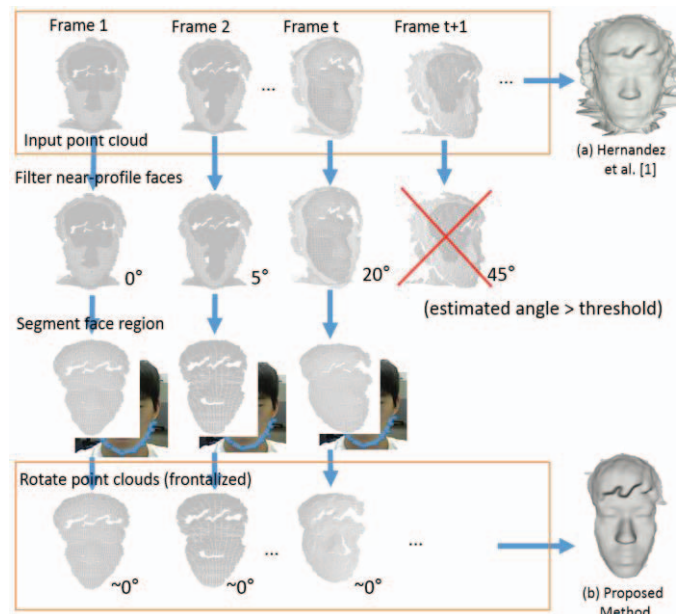 Frame 1
Frame 2
Frame t
Frame t+1
...
...
Input point cloud
(a) Hernandez
et al. [1]
Filter near-profile faces
0°
5°
20°
45°
(estimated angle > threshold)
Segment face region
Rotate point clouds (frontalized)
...
...
~0°
~0°
~0°
(b) Proposed
Method